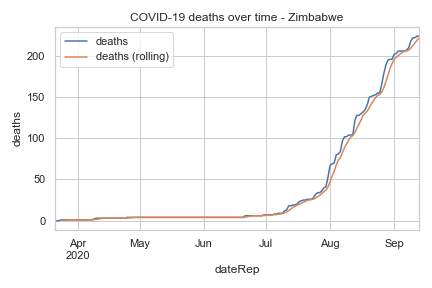 COVID-19 deaths over time - Zimbabwe
deaths
deaths (rolling)
200
150
100
50
0
deaths
Apr
2020
May
Jun
Jul
Aug
Sep
dateRep